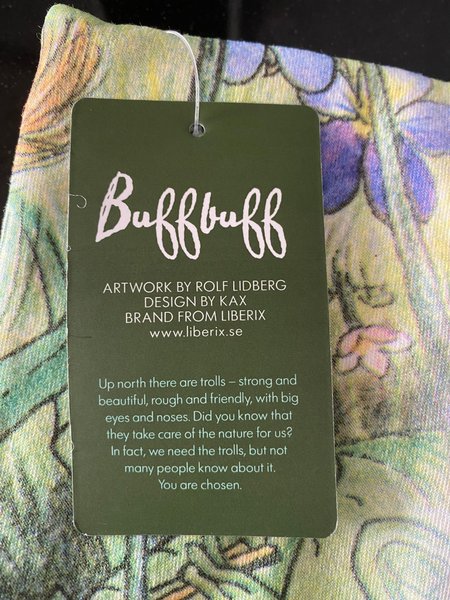 Buffbuff
ARTWORK BY ROLF LIDBERG
DESIGN BY KAX
BRAND FROM LIBERIX
www.liberix.se
Up north there are trolls – strong and
beautiful, rough and friendly, with big
eyes and noses. Did you know that
they take care of the nature for us?
In fact, we need the trolls, but not
many people know about it.
You are chosen.